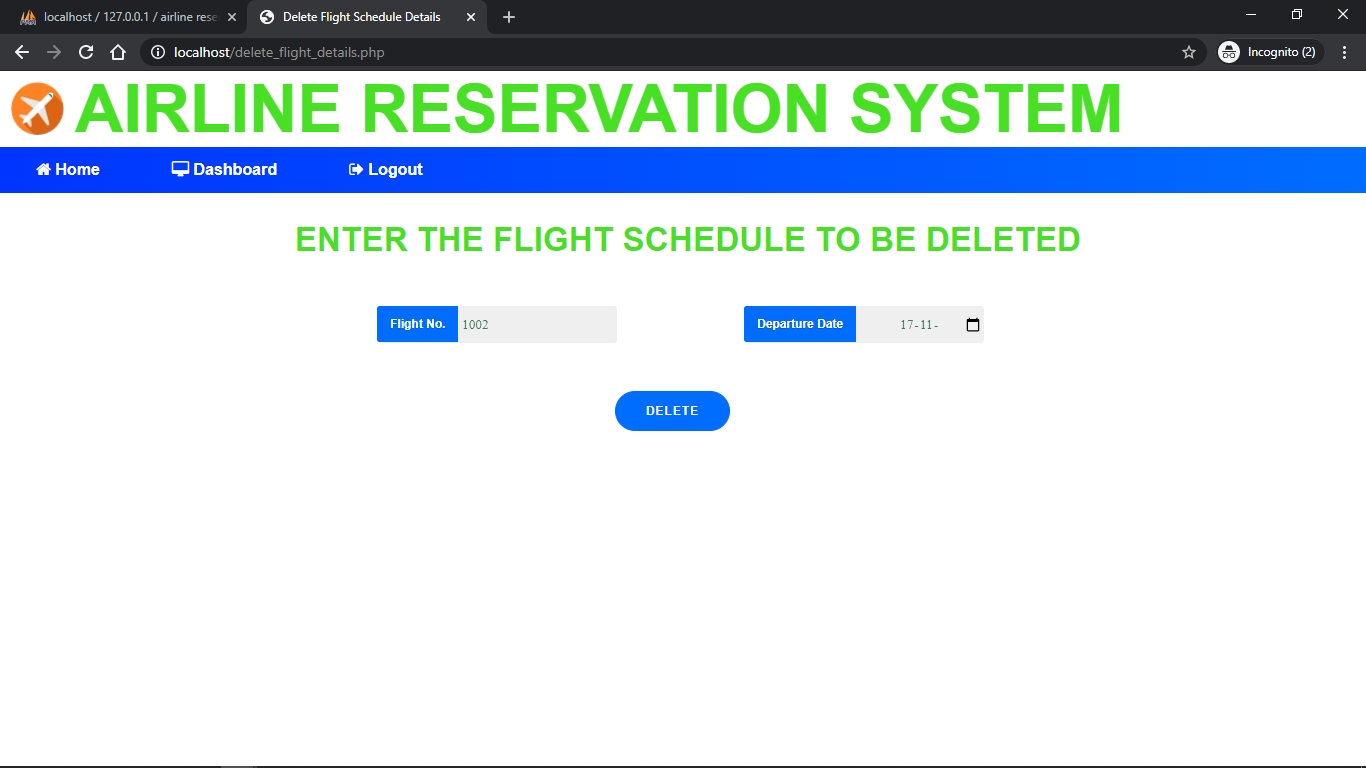 localhost / 127.0.0.1 / airline rese
Delete Flight Schedule Details
localhost/delete_flight_details.php
Incognito (2)
AIRLINE RESERVATION SYSTEM
Home Dashboard Logout
ENTER THE FLIGHT SCHEDULE TO BE DELETED
Flight No. 1002 Departure Date 17-11-
DELETE